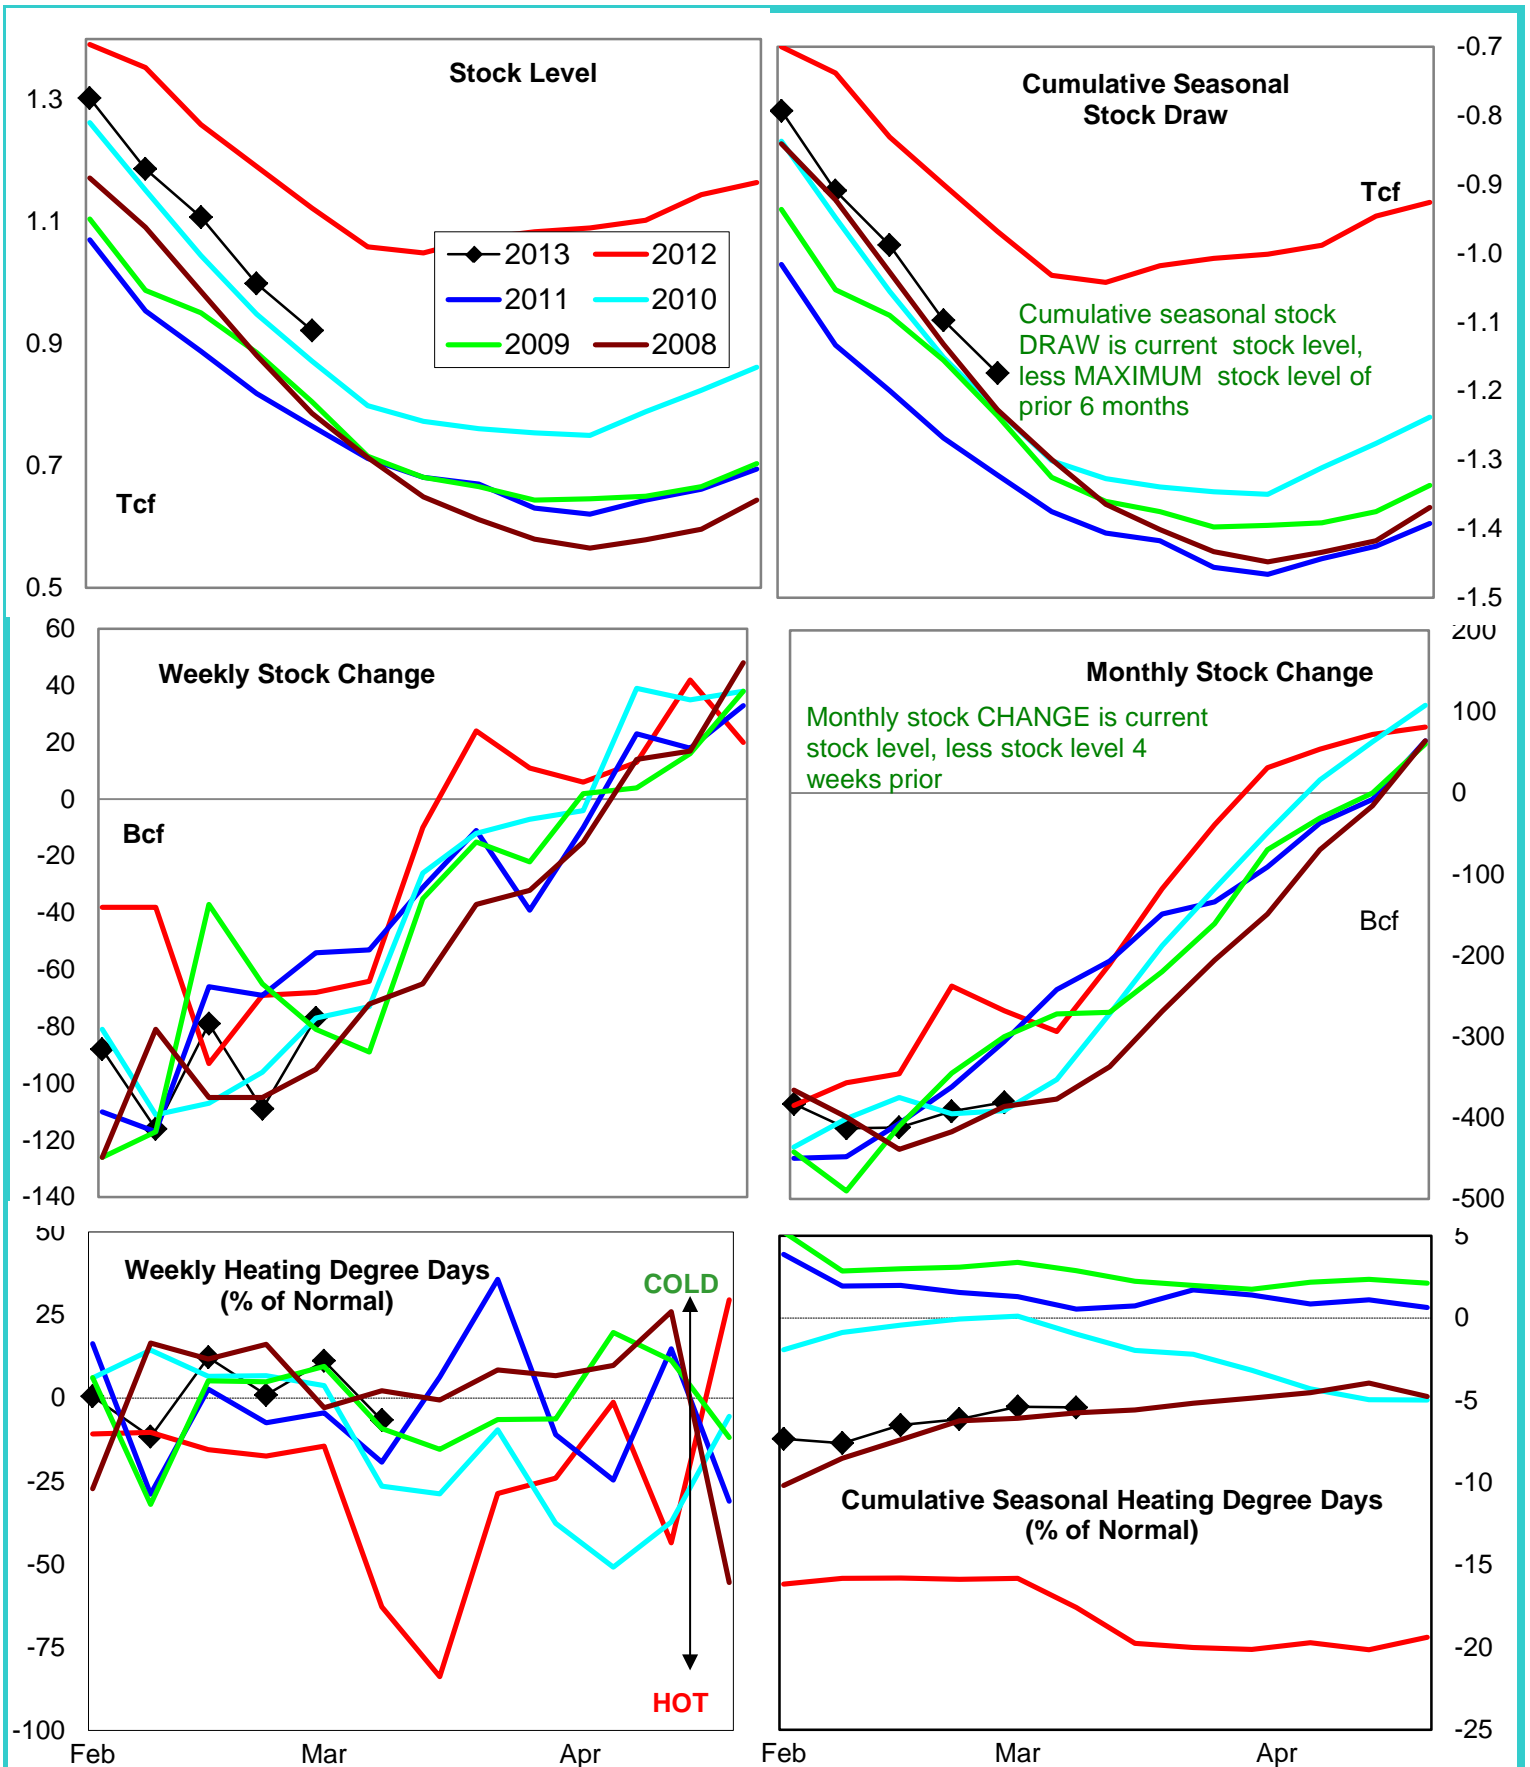 Stock Level
1.3
1.1
0.9
0.7
0.5
Tcf
2013
2012
2011
2010
2009
2008
Cumulative Seasonal
Stock Draw
Tcf
Cumulative seasonal stock
DRAW is current stock level,
less MAXIMUM stock level of
prior 6 months
-0.7
-0.8
-0.9
-1.0
-1.1
-1.2
-1.3
-1.4
-1.5
60
40
20
0
-20
-40
-60
-80
-100
-120
-140
Weekly Stock Change
Bcf
Monthly Stock Change
Monthly stock CHANGE is current
stock level, less stock level 4
weeks prior
Bcf
200
100
0
-100
-200
-300
-400
-500
50
25
0
-25
-50
-75
-100
Weekly Heating Degree Days
(% of Normal)
COLD
HOT
Feb
Mar
Apr
5
0
-5
-10
-15
-20
-25
Cumulative Seasonal Heating Degree Days
(% of Normal)
Feb
Mar
Apr